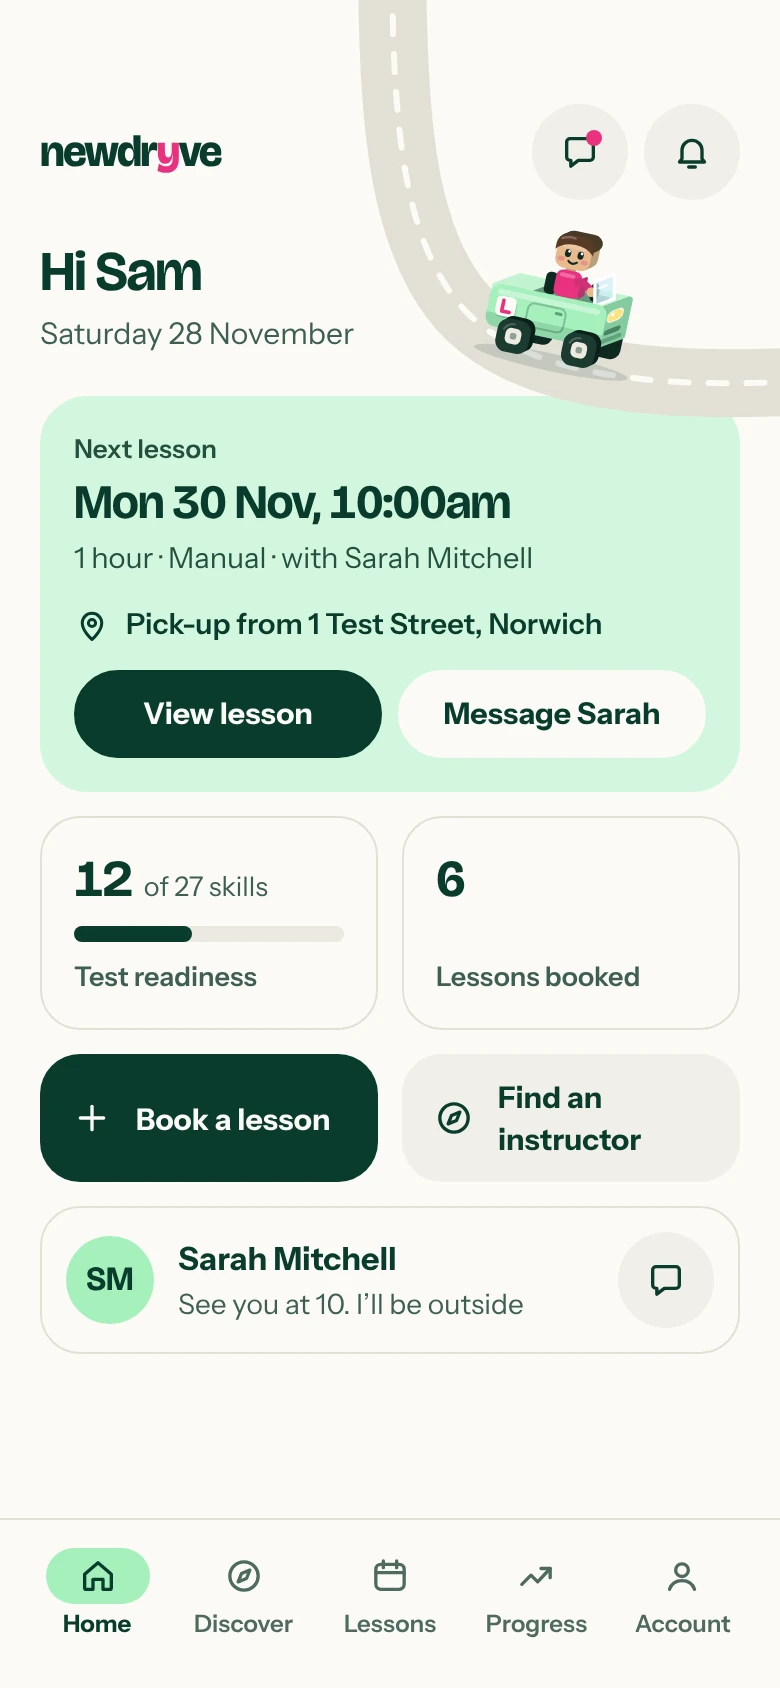 newdryve
Hi Sam
Saturday 28 November
L
Next lesson
Mon 30 Nov, 10:00am
1 hour · Manual · with Sarah Mitchell
Pick-up from 1 Test Street, Norwich
View lesson
Message Sarah
12 of 27 skills
Test readiness
6
Lessons booked
Book a lesson
Find an
instructor
SM
Sarah Mitchell
See you at 10. I’ll be outside
Home
Discover
Lessons
Progress
Account